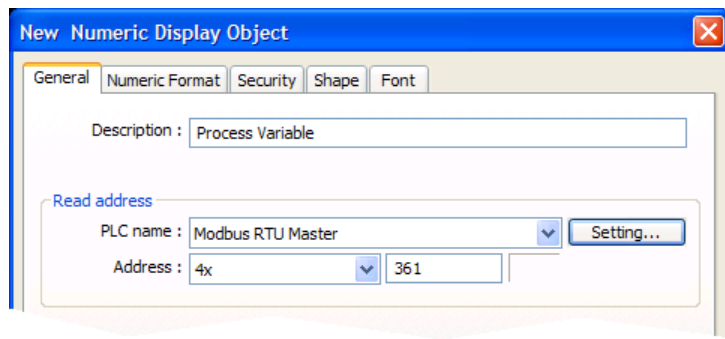 New Numeric Display Object
General Numeric Format Security Shape Font
Description : Process Variable
Read address
PLC name : Modbus RTU Master Setting...
Address : 4x 361